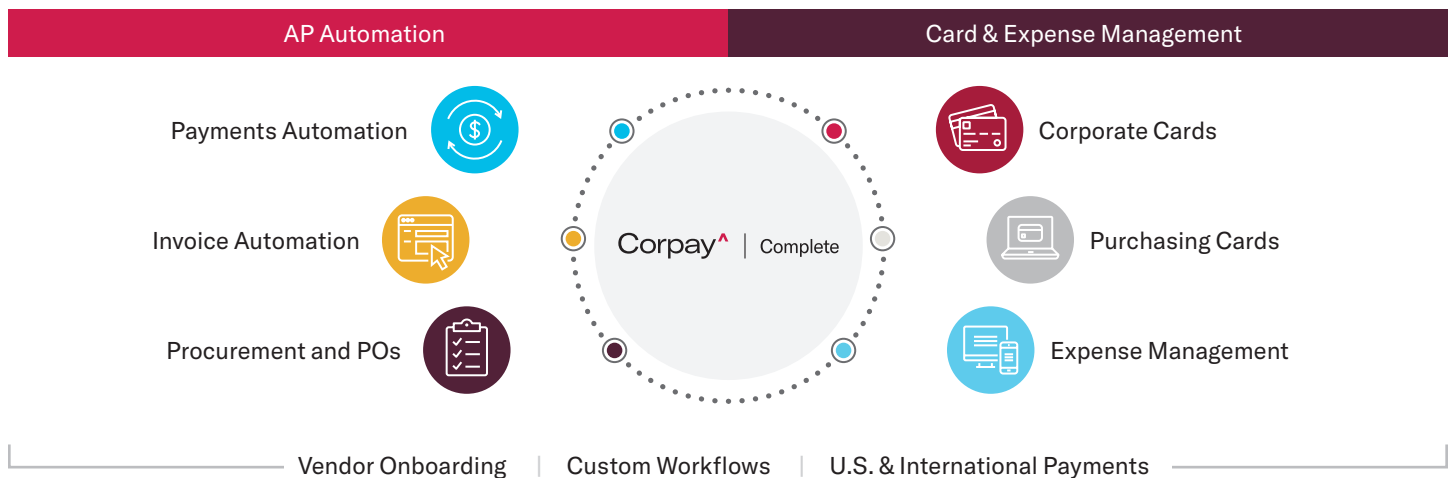 AP Automation
Card & Expense Management
Payments Automation
Corporate Cards
Invoice Automation
Corpay^ | Complete
Purchasing Cards
Procurement and POs
Expense Management
Vendor Onboarding | Custom Workflows | U.S. & International Payments